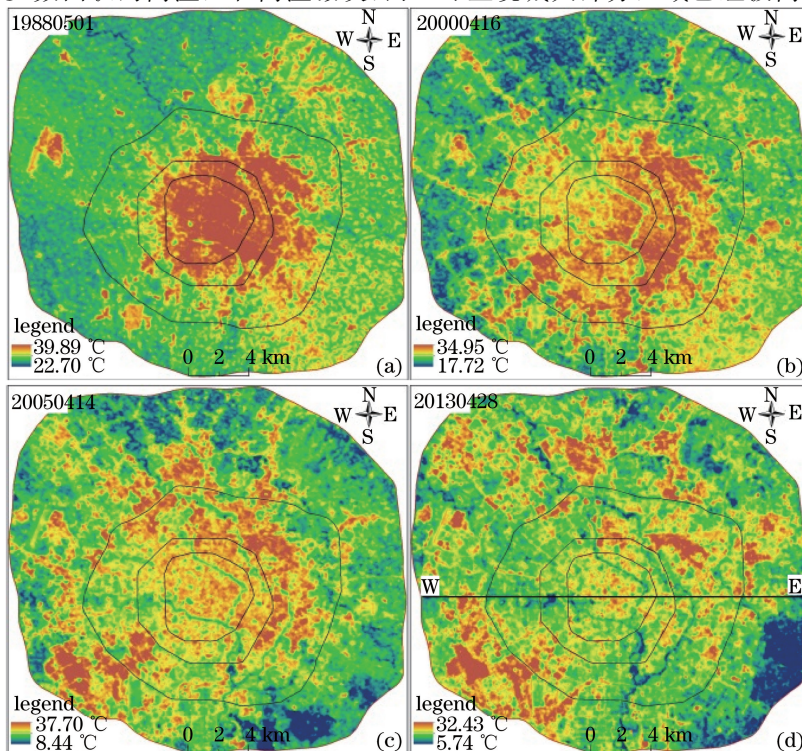 19880501
N
W E
S
legend
39.89 ℃
22.70 ℃
0 2 4 km
(a)
20000416
N
W E
S
legend
34.95 ℃
17.72 ℃
0 2 4 km
(b)
20050414
N
W E
S
legend
37.70 ℃
8.44 ℃
0 2 4 km
(c)
20130428
N
W E
S
W E
legend
32.43 ℃
5.74 ℃
0 2 4 km
(d)